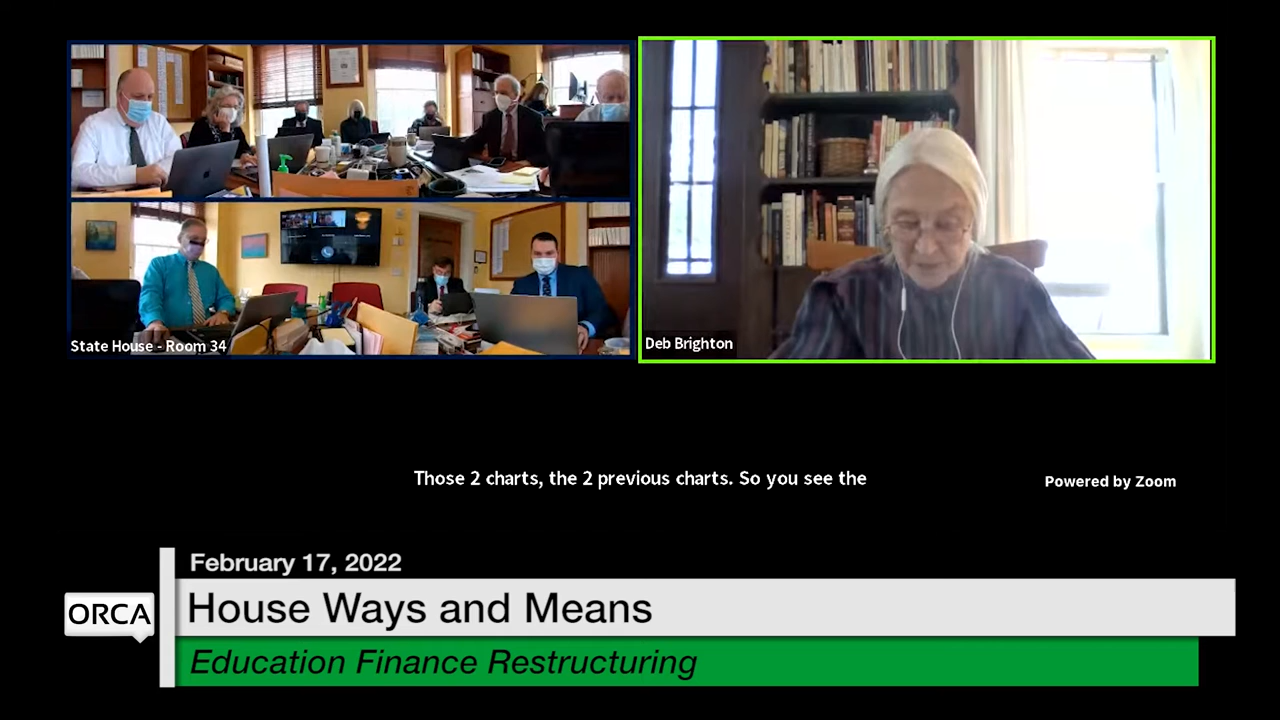 State House - Room 34
Deb Brighton
Those 2 charts, the 2 previous charts. So you see the
Powered by Zoom
February 17, 2022
ORCA
House Ways and Means
Education Finance Restructuring